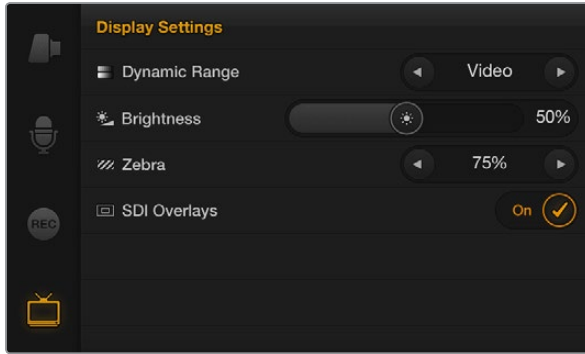 Display Settings
Dynamic Range Video
Brightness 50%
Zebra 75%
SDI Overlays On
REC